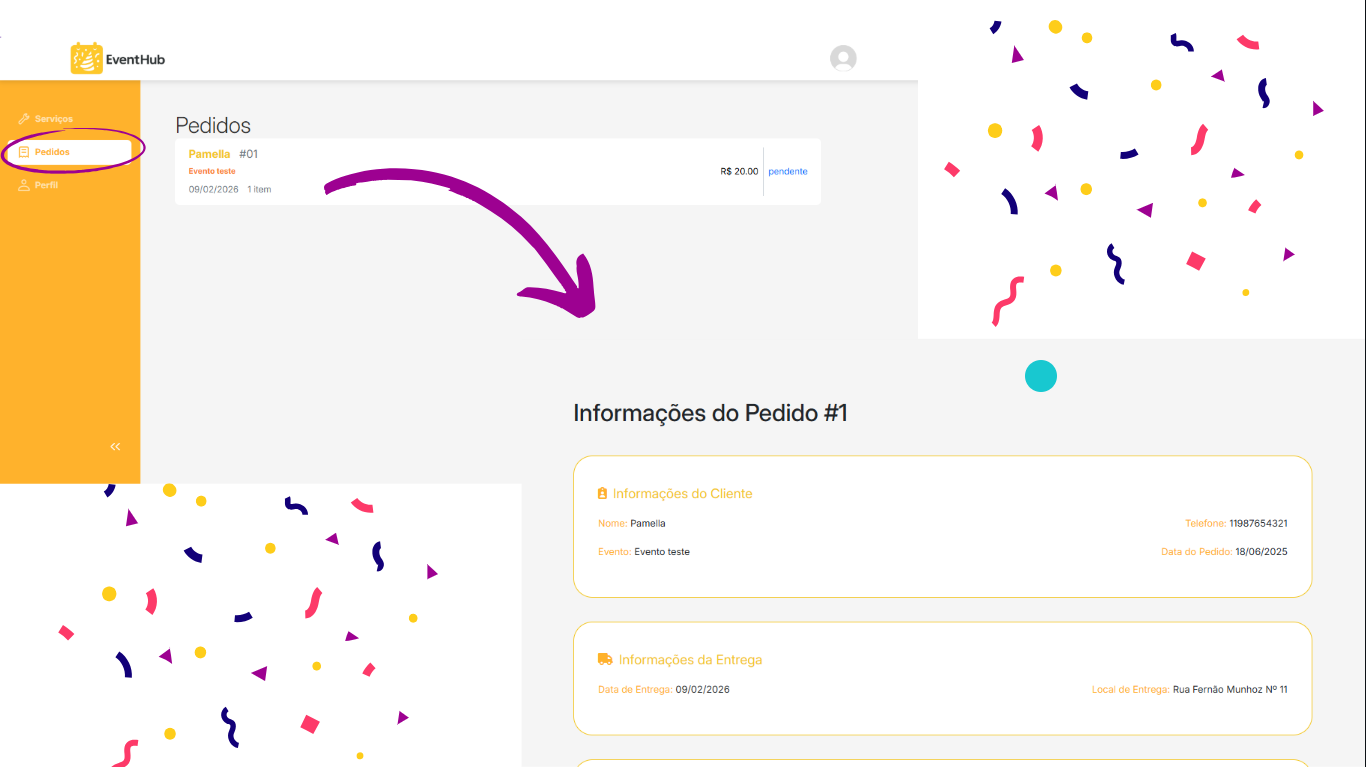 EventHub
Serviços
Pedidos
Perfil
Pedidos
Pamella #01
Evento teste
09/02/2026 1 item
R$ 20.00 pendente
Informações do Pedido #1
Informações do Cliente
Nome: Pamella Telefone: 11987654321
Evento: Evento teste Data do Pedido: 18/06/2025
Informações da Entrega
Data de Entrega: 09/02/2026 Local de Entrega: Rua Fernão Munhoz Nº 11